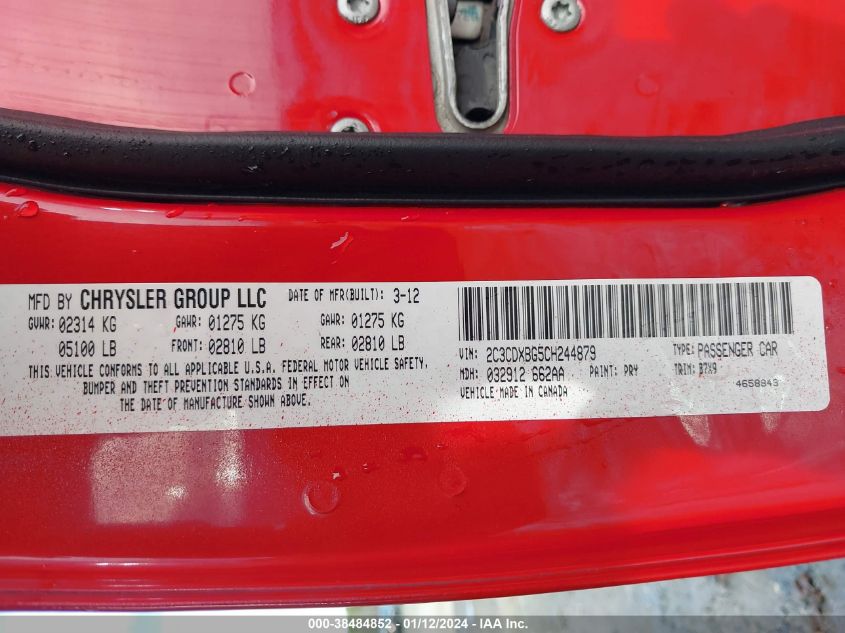 MFD BY CHRYSLER GROUP LLC DATE OF MFR(BUILT): 3-12
GVWR: 02314 KG GAWR: 01275 KG GAWR: 01275 KG
05100 LB FRONT: 02810 LB REAR: 02810 LB
THIS VEHICLE CONFORMS TO ALL APPLICABLE U.S.A. FEDERAL MOTOR VEHICLE SAFETY,
BUMPER AND THEFT PREVENTION STANDARDS IN EFFECT ON
THE DATE OF MANUFACTURE SHOWN ABOVE.
VIN: 2C3CDXBG5CH244879 TYPE: PASSENGER CAR
MDH: 032912 662AA PAINT: PR4 TRIM: B7X9
VEHICLE MADE IN CANADA 4658843
000-38484852 - 01/12/2024 - IAA, Inc.